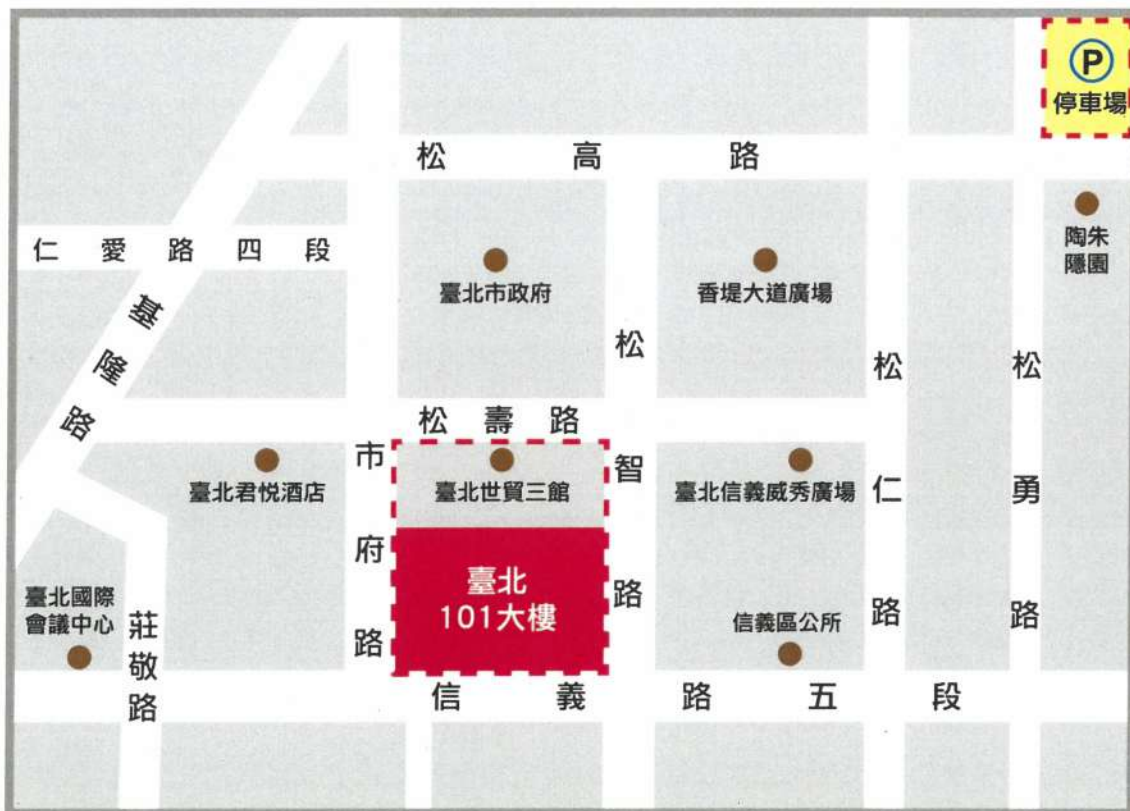 P
停車場
松高路
陶朱
隱園
仁愛路四段
臺北市政府
香堤大道廣場
基隆路
松智路
松仁路
松勇路
松壽路
市府路
臺北君悅酒店
臺北世貿三館
臺北信義威秀廣場
臺北
101大樓
臺北國際
會議中心
莊敬路
信義區公所
信義路五段